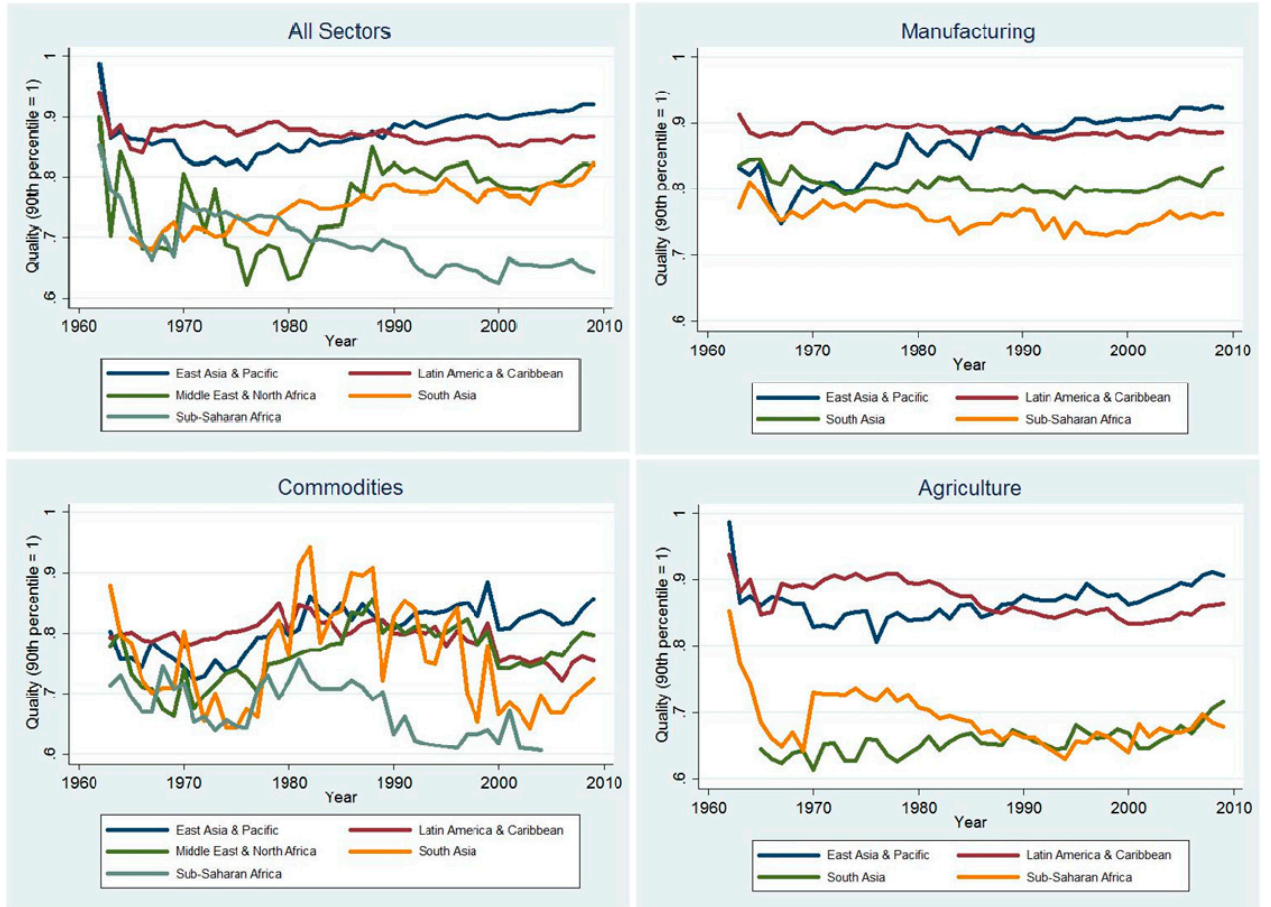 All Sectors
Quality (90th percentile = 1)
1
.9
.8
.7
.6
1960 1970 1980 1990 2000 2010
Year
East Asia & Pacific Latin America & Caribbean
Middle East & North Africa South Asia
Sub-Saharan Africa
Manufacturing
Quality (90th percentile = 1)
1
.9
.8
.7
.6
1960 1970 1980 1990 2000 2010
Year
East Asia & Pacific Latin America & Caribbean
South Asia Sub-Saharan Africa
Commodities
Quality (90th percentile = 1)
1
.9
.8
.7
.6
1960 1970 1980 1990 2000 2010
Year
East Asia & Pacific Latin America & Caribbean
Middle East & North Africa South Asia
Sub-Saharan Africa
Agriculture
Quality (90th percentile = 1)
1
.9
.8
.7
.6
1960 1970 1980 1990 2000 2010
Year
East Asia & Pacific Latin America & Caribbean
South Asia Sub-Saharan Africa